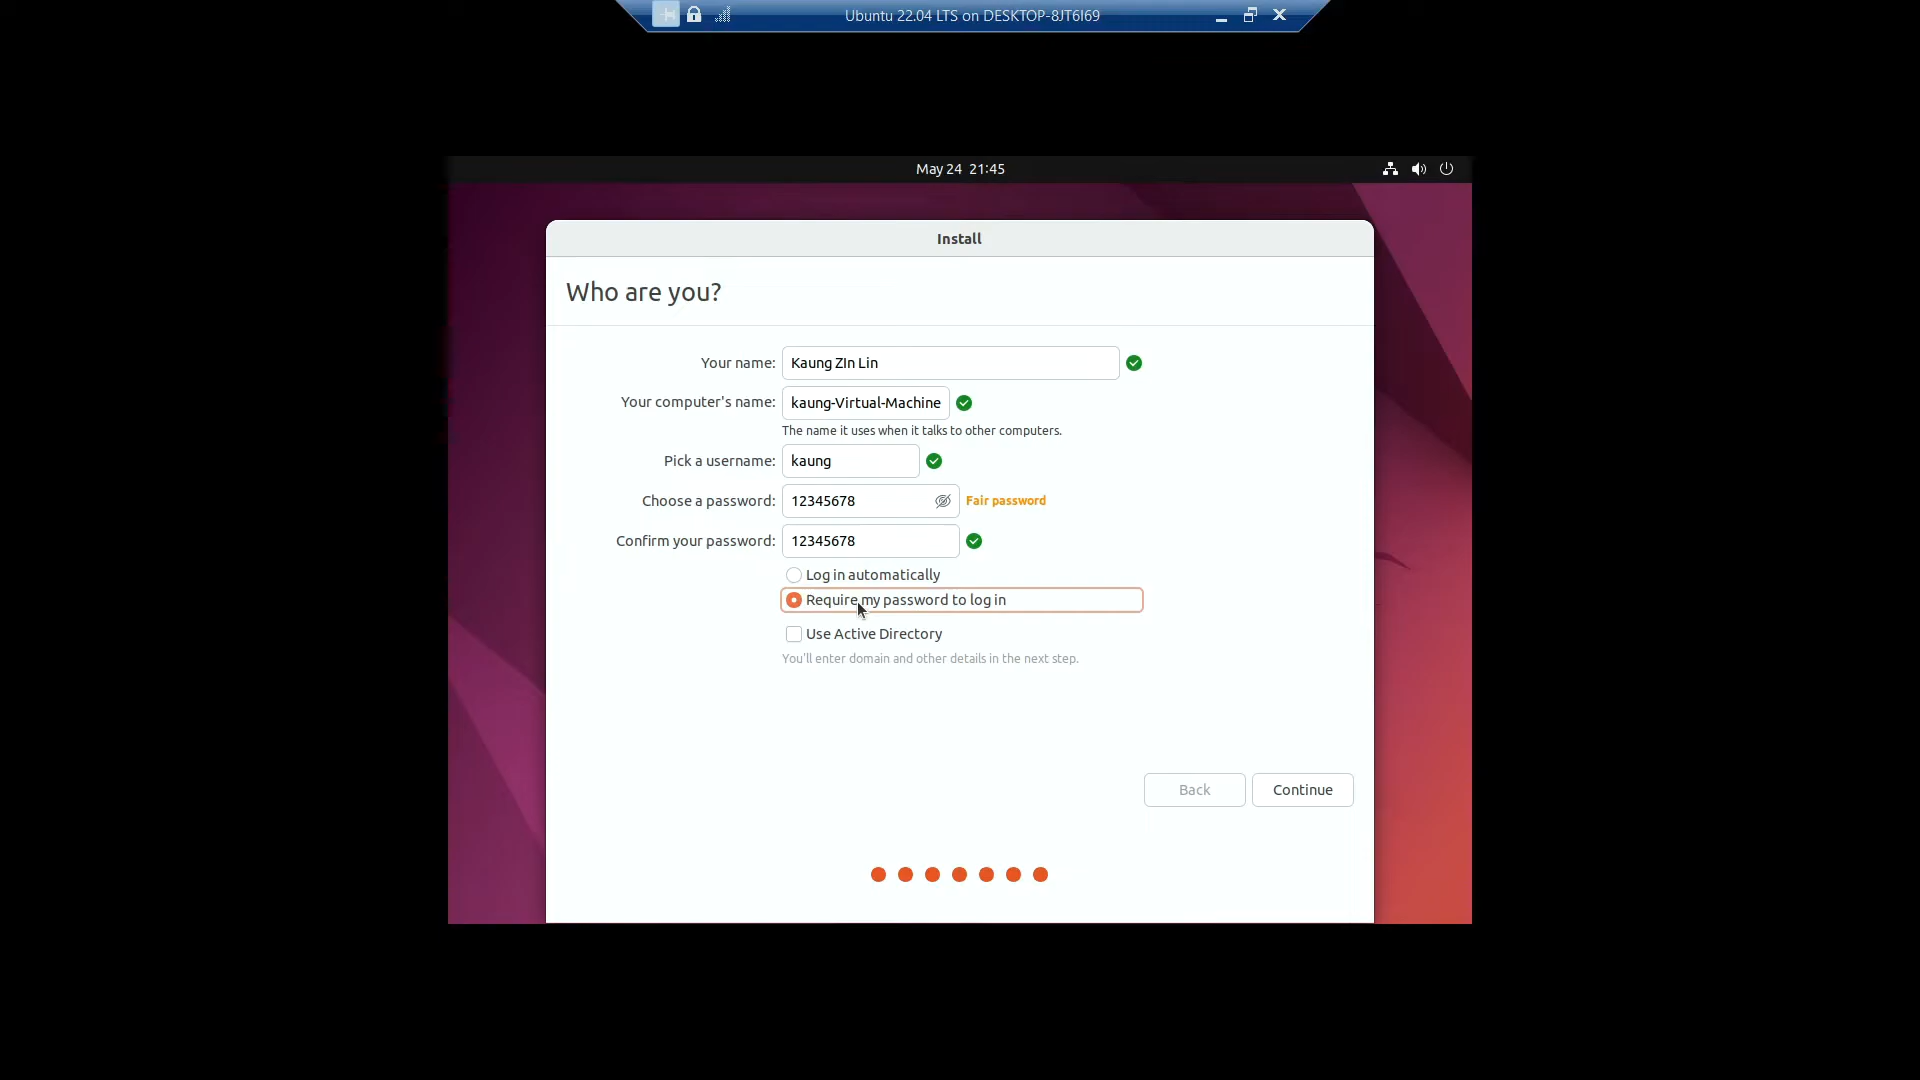 Ubuntu 22.04 LTS on DESKTOP-8JT6I69
May 24 21:45
Install
Who are you?
Your name: Kaung ZIn Lin
Your computer's name: kaung-Virtual-Machine
The name it uses when it talks to other computers.
Pick a username: kaung
Choose a password: 12345678 Fair password
Confirm your password: 12345678
Log in automatically
Require my password to log in
Use Active Directory
You'll enter domain and other details in the next step.
Back Continue